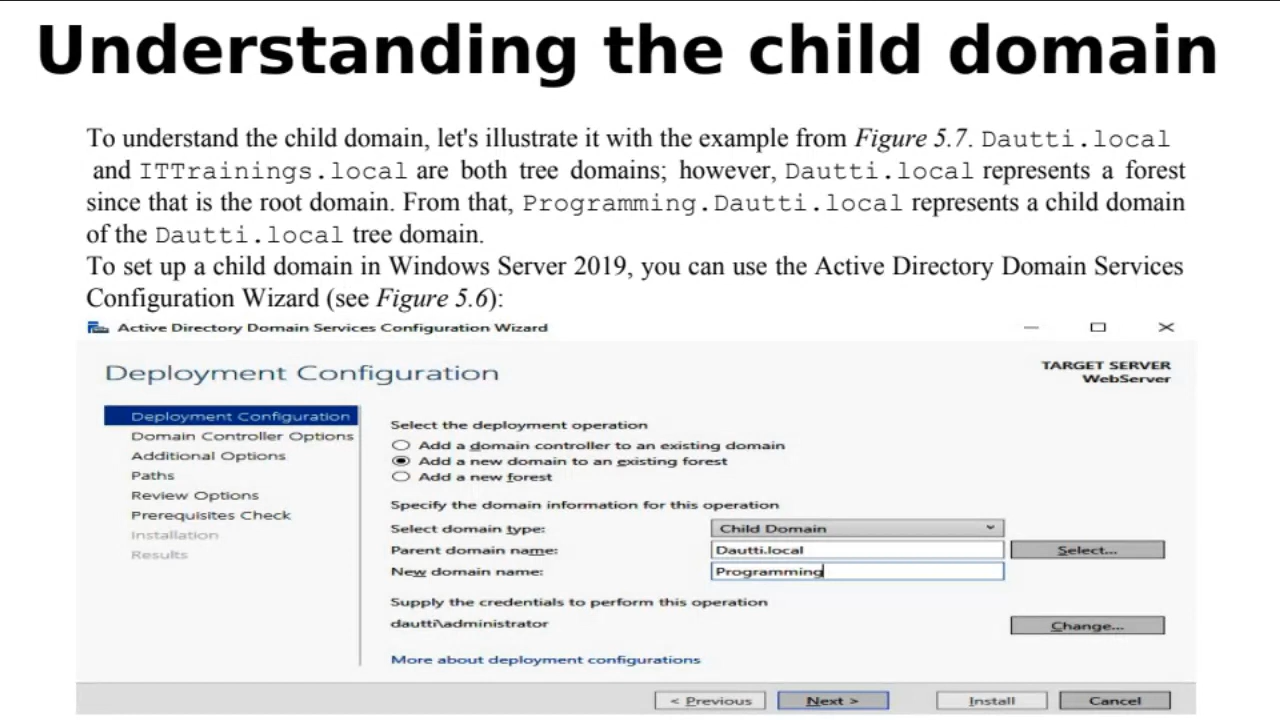 Understanding the child domain
To understand the child domain, let's illustrate it with the example from Figure 5.7. Dautti.local
and ITTrainings.local are both tree domains; however, Dautti.local represents a forest
since that is the root domain. From that, Programming.Dautti.local represents a child domain
of the Dautti.local tree domain.
To set up a child domain in Windows Server 2019, you can use the Active Directory Domain Services
Configuration Wizard (see Figure 5.6):
Active Directory Domain Services Configuration Wizard
Deployment Configuration
TARGET SERVER
WebServer
Deployment Configuration
Domain Controller Options
Additional Options
Paths
Review Options
Prerequisites Check
Installation
Results
Select the deployment operation
Add a domain controller to an existing domain
Add a new domain to an existing forest
Add a new forest
Specify the domain information for this operation
Select domain type: Child Domain
Parent domain name: Dautti.local Select...
New domain name: Programming
Supply the credentials to perform this operation
dautti\administrator Change...
More about deployment configurations
< Previous Next > Install Cancel